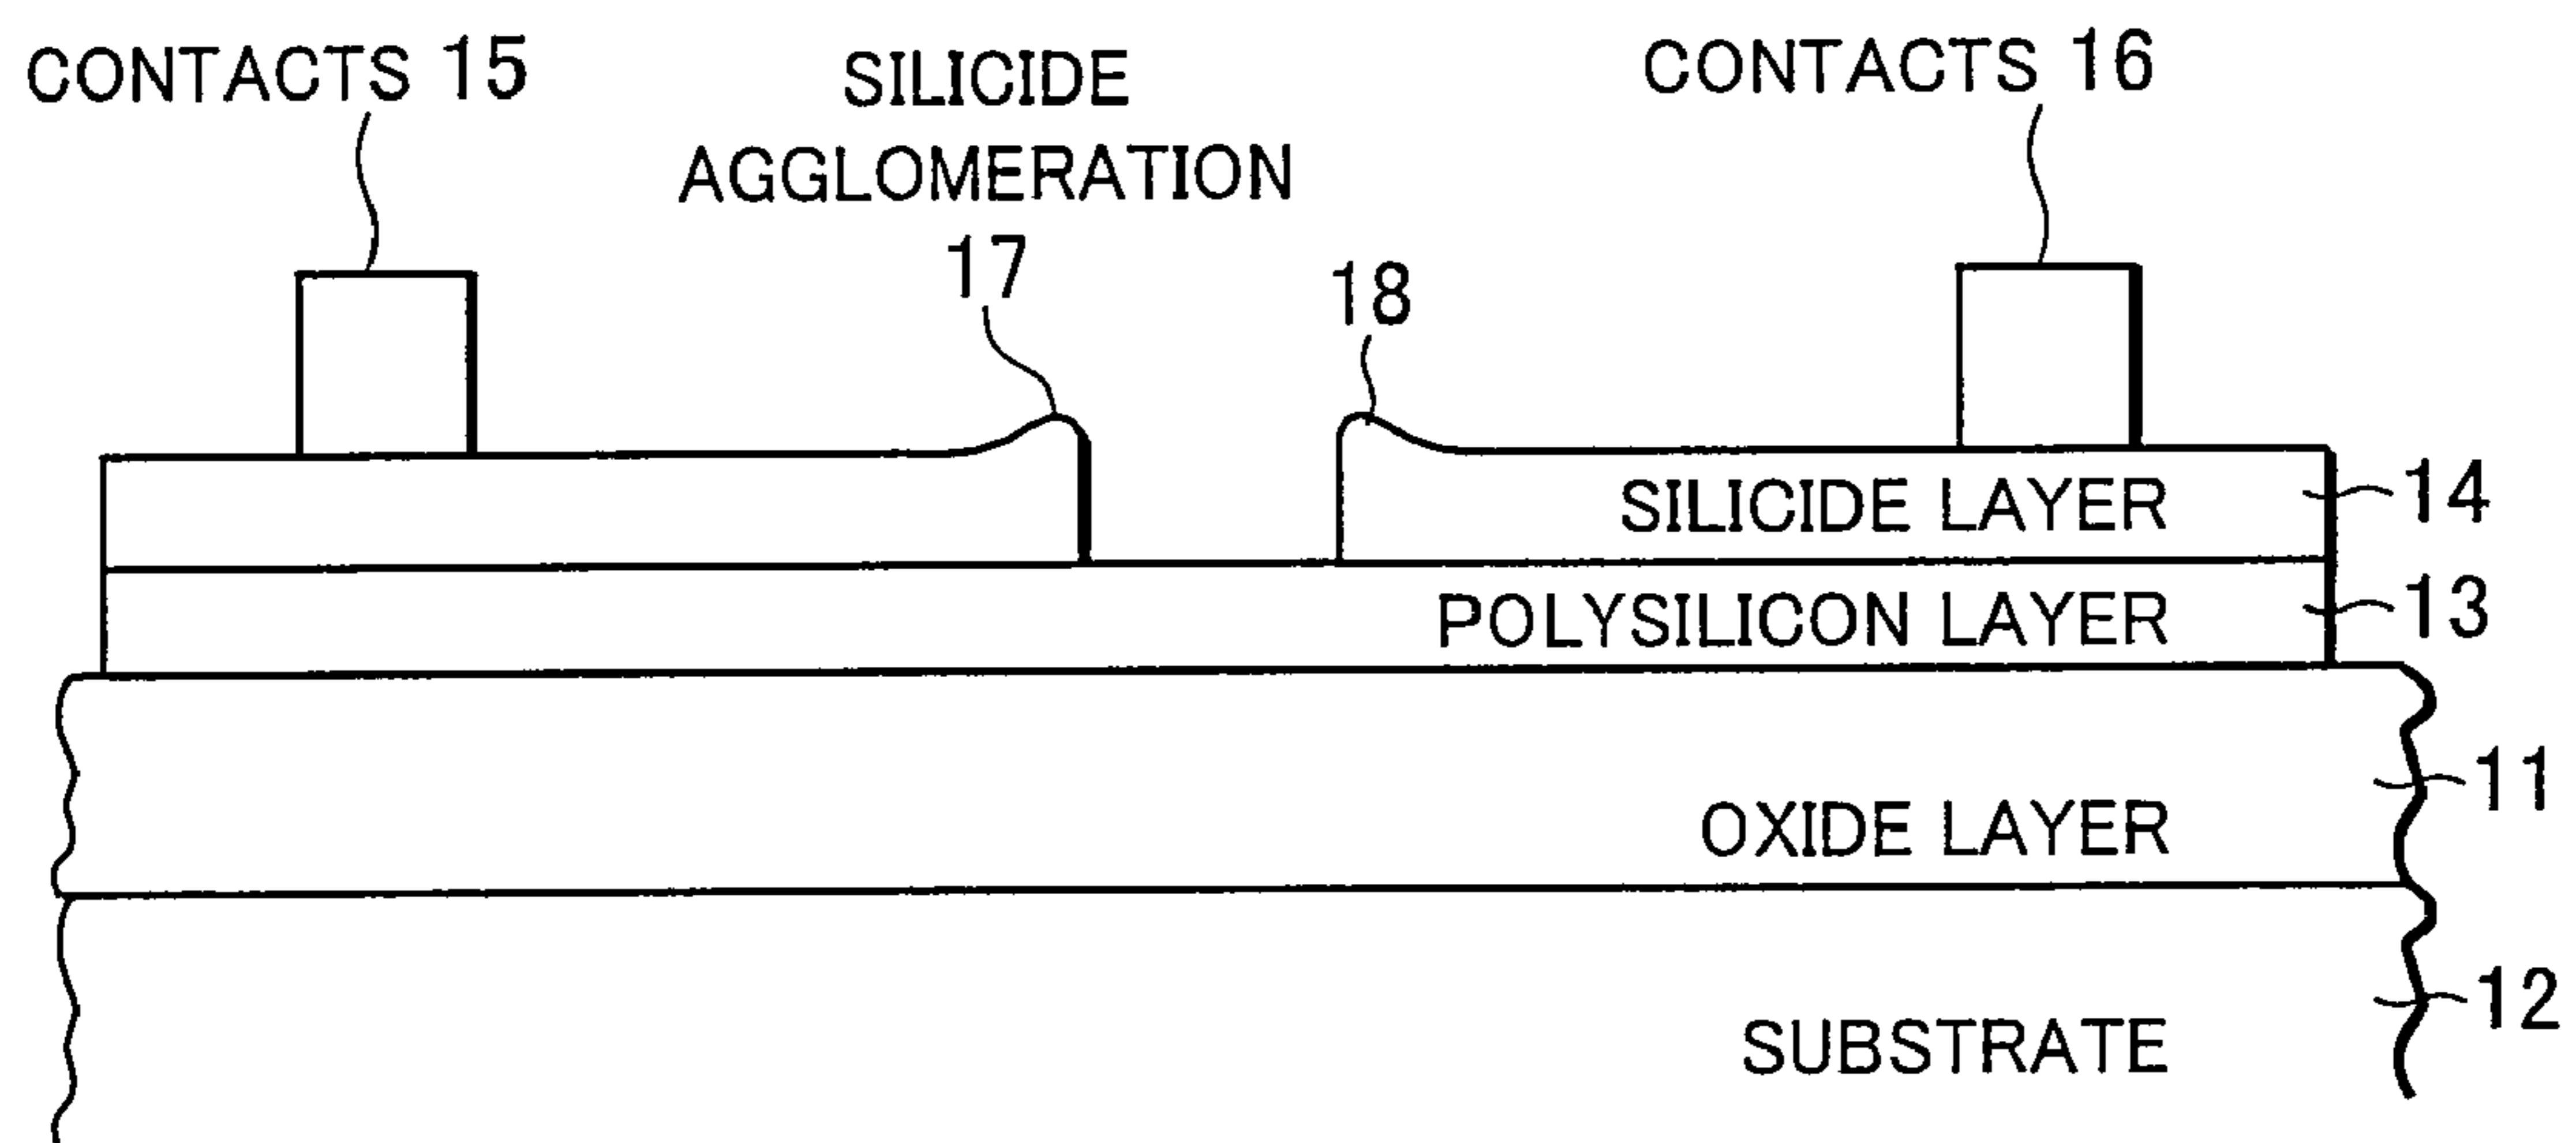 CONTACTS 15
SILICIDE
AGGLOMERATION
17
18
CONTACTS 16
SILICIDE LAYER
14
POLYSILICON LAYER
13
OXIDE LAYER
11
SUBSTRATE
12